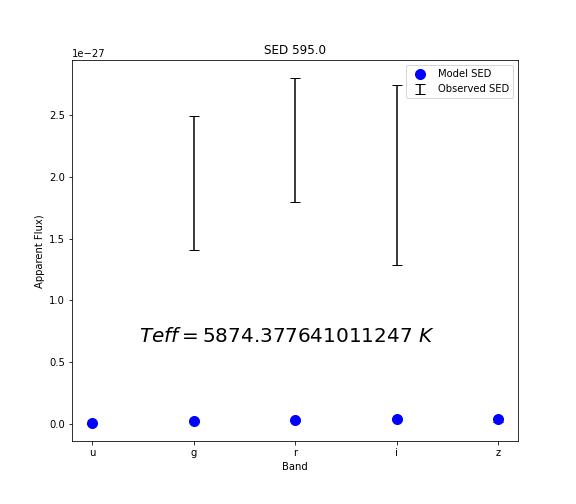 SED 595.0
1e−27
Model SED
Observed SED
2.5
2.0
1.5
1.0
0.5
0.0
Apparent Flux)
Teff = 5874.377641011247 K
u g r i z
Band